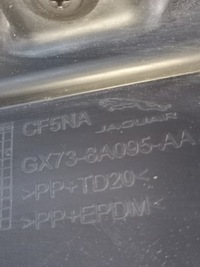 CF5NA JAGUAR
GX73-8A095-AA
>PP+TD20<
>PP+EPDM<